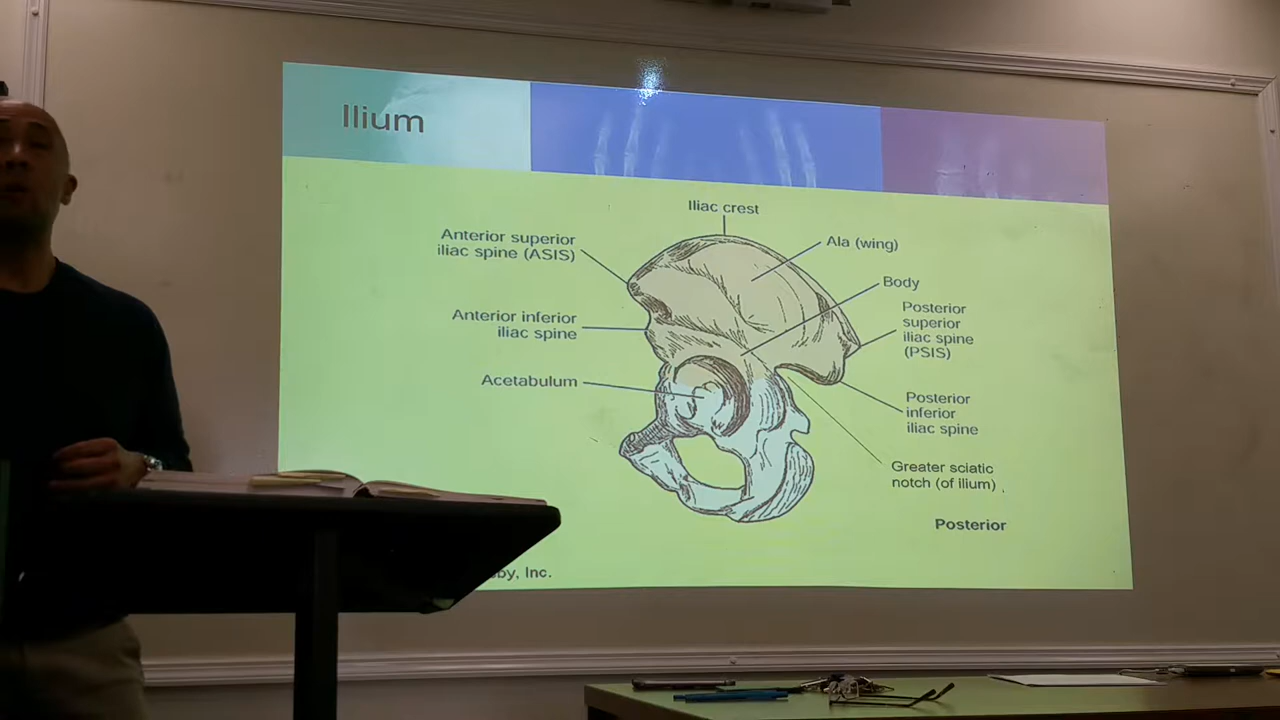 Ilium
Iliac crest
Anterior superior
iliac spine (ASIS)
Ala (wing)
Body
Anterior inferior
iliac spine
Posterior
superior
iliac spine
(PSIS)
Acetabulum
Posterior
inferior
iliac spine
Greater sciatic
notch (of ilium)
Posterior
Inc.